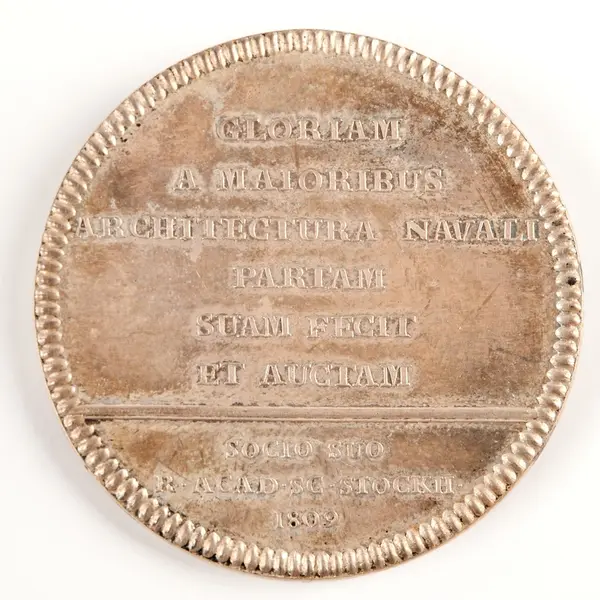 GLORIAM
A MAIORIBUS
ARCHITECTURA NAVALI
PARTAM
SUAM FECIT
ET AUCTAM
SOCIO SUO
R·ACAD·SC·STOCKH·
1809